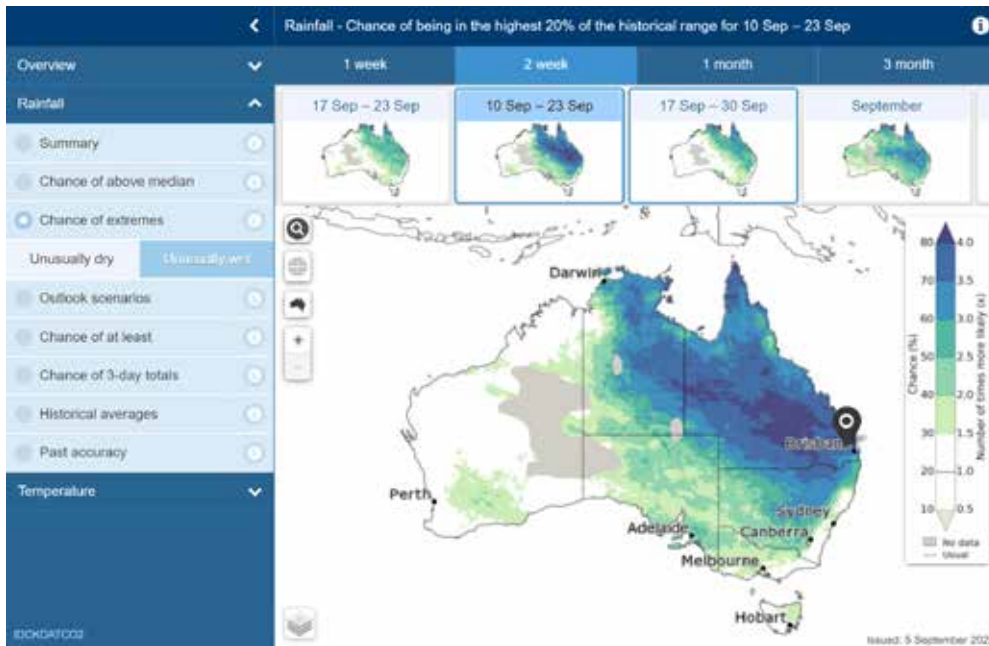 Rainfall - Chance of being in the highest 20% of the historical range for 10 Sep – 23 Sep
Overview
Rainfall
Summary
Chance of above median
Chance of extremes
Unusually dry
Unusually wet
Outlook scenarios
Chance of at least
Chance of 3-day totals
Historical averages
Past accuracy
Temperature
IDCKOATCO2
1 week
2 week
1 month
3 month
17 Sep – 23 Sep
10 Sep – 23 Sep
17 Sep – 30 Sep
September
Darwin
Brisban
Perth
Sydney
Adelaide
Canberra
Melbourne
Hobart
Chance (%)
80
70
60
50
40
30
20
10
4.0
3.5
3.0
2.5
2.0
1.5
1.0
0.5
Number of times more likely (x)
No data
Usual
Issued: 5 September 202